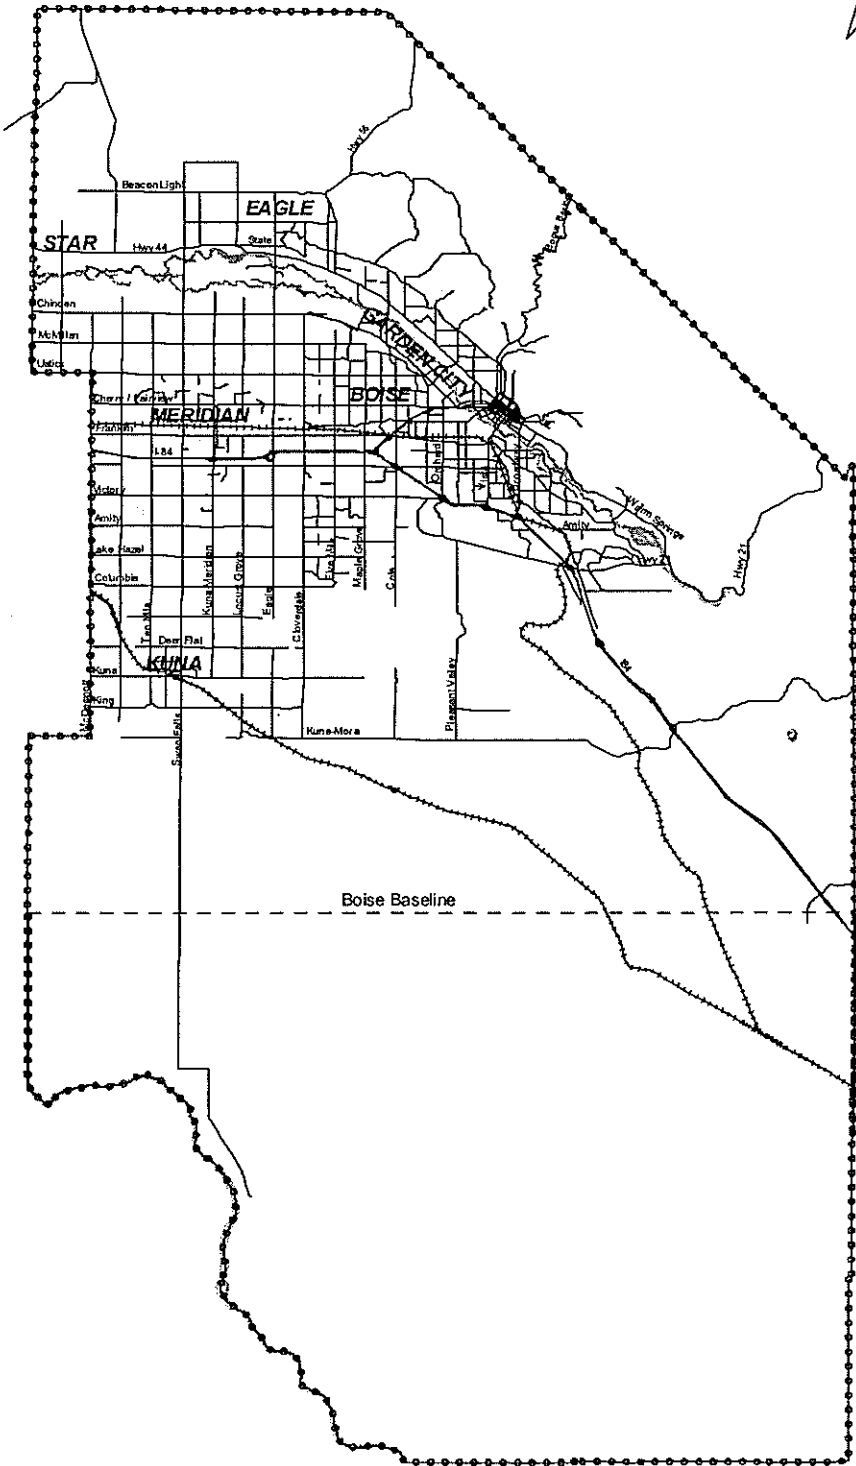 Hwy 55
Beacon Light
EAGLE
STAR
Hwy 44
State
Chinden
McMillan
Ustick
GARDEN CITY
BOISE
MERIDIAN
Franklin
I-84
Orchard
Vista
Victory
Warm Springs
Amity
Amity
Lake Hazel
Hwy 21
Columbia
Ten Mile
Kuna Meridian
Locust Grove
Eagle
Cloverdale
Five Mile
Maple Grove
Cole
Deer Flat
KUNA
Kuna
I84
King
McDermott
Swan Falls
Pleasant Valley
Kuna-Mora
Boise Baseline